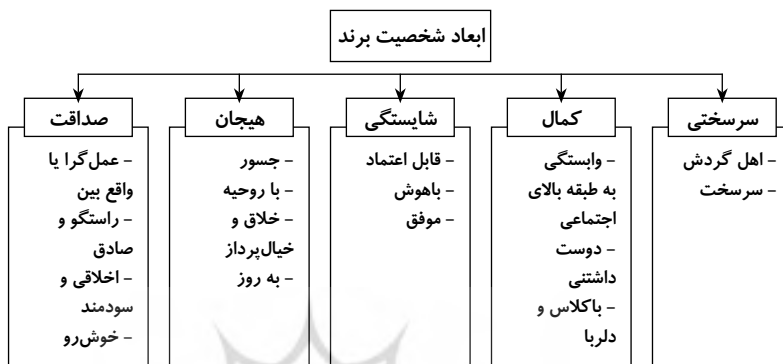 ابعاد شخصیت برند
صداقت
- عمل‌گرا یا
واقع بین
- راستگو و
صادق
- اخلاقی و
سودمند
- خوش‌رو
هیجان
- جسور
- با روحیه
- خلاق و
خیال‌پرداز
- به روز
شایستگی
- قابل اعتماد
- باهوش
- موفق
کمال
- وابستگی
به طبقه بالای
اجتماعی
- دوست
داشتنی
- باکلاس و
دلربا
سرسختی
- اهل گردش
- سرسخت